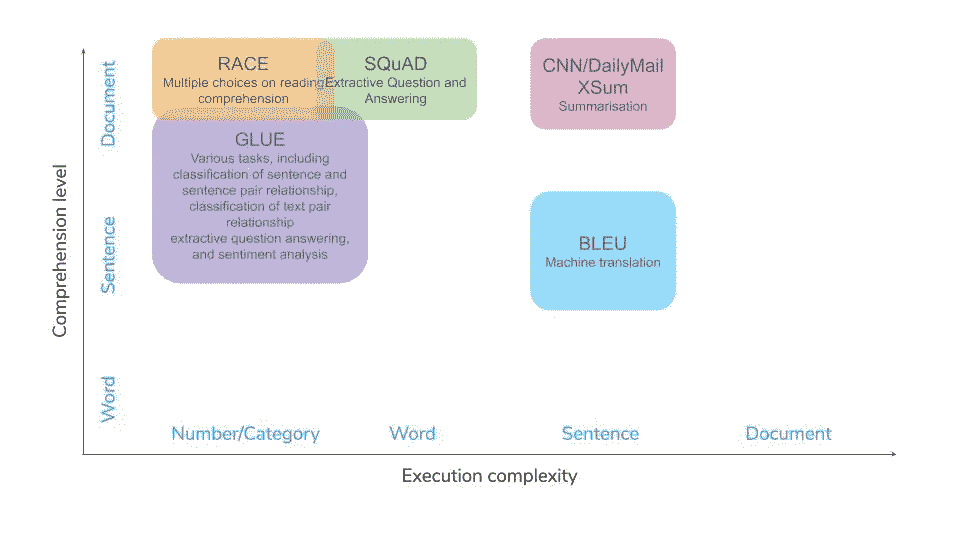 RACE
Multiple choices on reading
comprehension
SQuAD
Extractive Question and
Answering
CNN/DailyMail
XSum
Summarisation
GLUE
Various tasks, including
classification of sentence and
sentence pair relationship,
classification of text pair
relationship
extractive question answering,
and sentiment analysis
BLEU
Machine translation
Comprehension level
Document
Sentence
Word
Number/Category
Word
Sentence
Document
Execution complexity